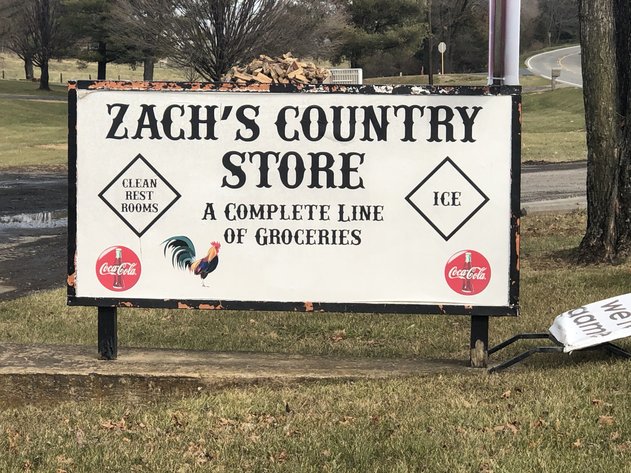 ZACH'S COUNTRY
STORE
CLEAN
REST
ROOMS
ICE
A COMPLETE LINE
OF GROCERIES
Coca-Cola
Coca-Cola